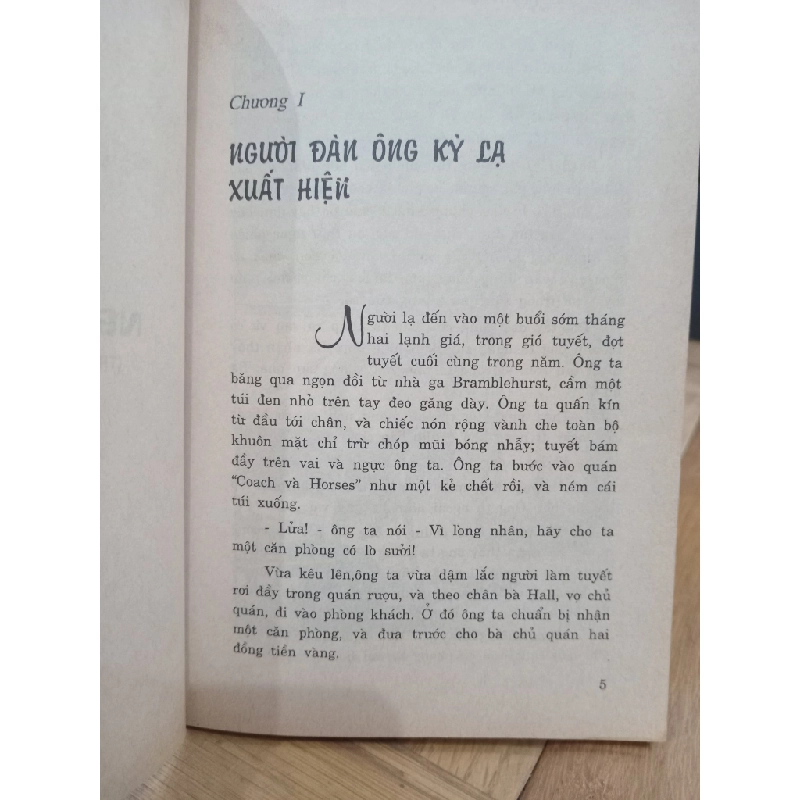 Chương I
NGƯỜI ĐÀN ÔNG KỲ LẠ
XUẤT HIỆN
Người lạ đến vào một buổi sớm tháng
hai lạnh giá, trong gió tuyết, đợt
tuyết cuối cùng trong năm. Ông ta
băng qua ngọn đồi từ nhà ga Bramblehurst, cầm một
túi đen nhỏ trên tay đeo găng dày. Ông ta quấn kín
từ đầu tới chân, và chiếc nón rộng vành che toàn bộ
khuôn mặt chỉ trừ chóp mũi bóng nhẫy; tuyết bám
đầy trên vai và ngực ông ta. Ông ta bước vào quán
"Coach và Horses" như một kẻ chết rồi, và ném cái
túi xuống.
- Lửa! - ông ta nói - Vì lòng nhân, hãy cho ta
một căn phòng có lò sưởi!
Vừa kêu lên,ông ta vừa dậm lắc người làm tuyết
rơi đầy trong quán rượu, và theo chân bà Hall, vợ chủ
quán, đi vào phòng khách. Ở đó ông ta chuẩn bị nhận
một căn phòng, và đưa trước cho bà chủ quán hai
đồng tiền vàng.
5